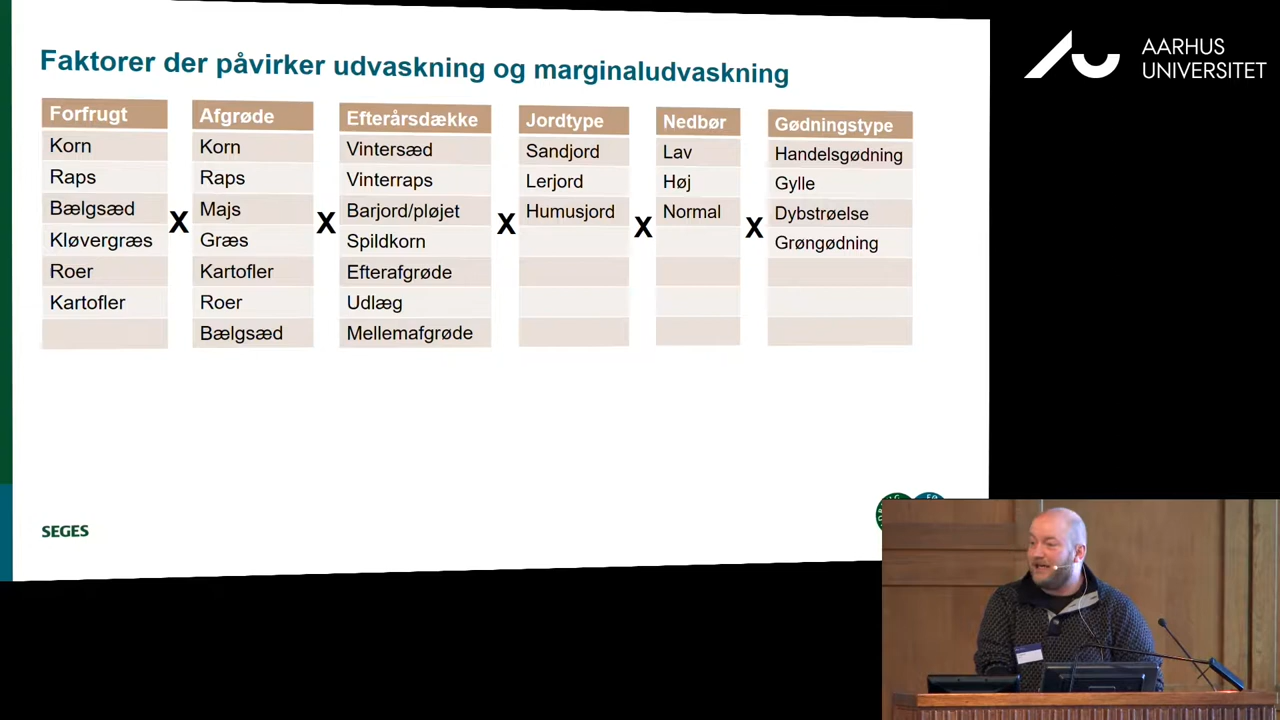 Faktorer der påvirker udvaskning og marginaludvaskning
AARHUS
UNIVERSITET
Forfrugt
Korn
Raps
Bælgsæd
Kløvergræs
Roer
Kartofler
X
Afgrøde
Korn
Raps
Majs
Græs
Kartofler
Roer
Bælgsæd
X
Efterårsdække
Vintersæd
Vinterraps
Barjord/pløjet
Spildkorn
Efterafgrøde
Udlæg
Mellemafgrøde
X
Jordtype
Sandjord
Lerjord
Humusjord
X
Nedbør
Lav
Høj
Normal
X
Gødningstype
Handelsgødning
Gylle
Dybstrøelse
Grøngødning
SEGES